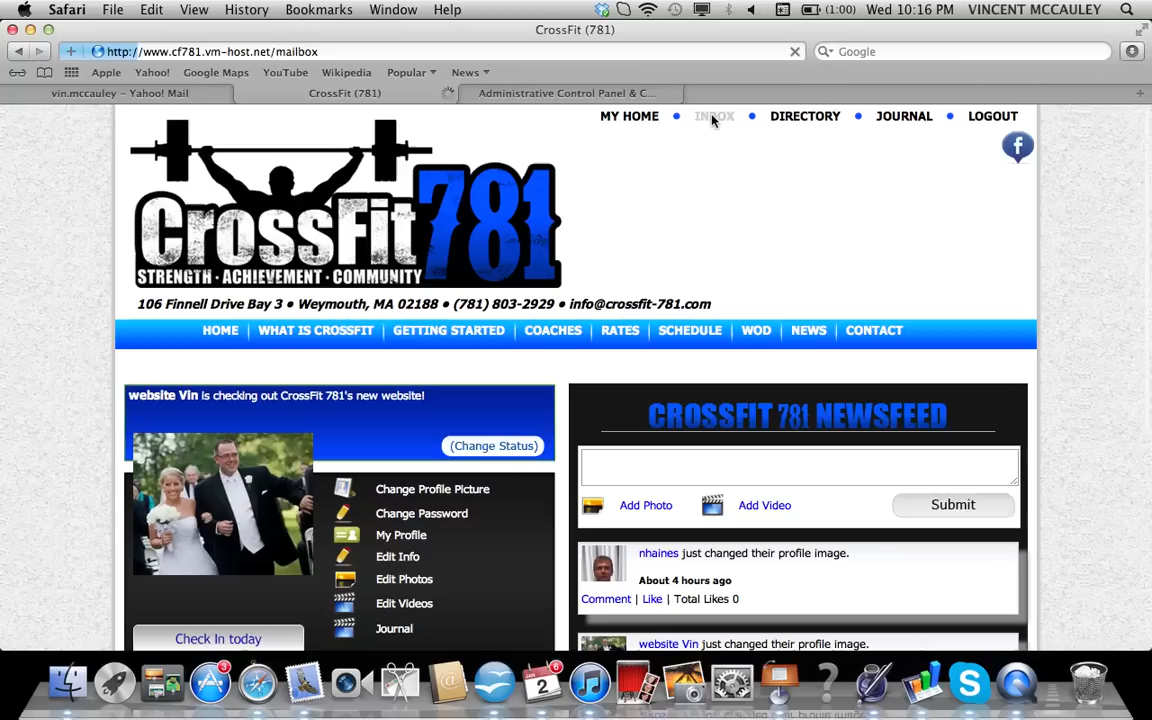 Safari File Edit View History Bookmarks Window Help (1:00) Wed 10:16 PM VINCENT MCCAULEY
CrossFit (781)
http://www.cf781.vm-host.net/mailbox Google
Apple Yahoo! Google Maps YouTube Wikipedia Popular News
vin.mccauley – Yahoo! Mail CrossFit (781) Administrative Control Panel & C...
MY HOME INBOX DIRECTORY JOURNAL LOGOUT
f
CrossFit 781
STRENGTH · ACHIEVEMENT · COMMUNITY
106 Finnell Drive Bay 3 • Weymouth, MA 02188 • (781) 803-2929 • info@crossfit-781.com
HOME WHAT IS CROSSFIT GETTING STARTED COACHES RATES SCHEDULE WOD NEWS CONTACT
website Vin is checking out CrossFit 781's new website!
(Change Status)
Change Profile Picture
Change Password
My Profile
Edit Info
Edit Photos
Edit Videos
Journal
Check In today
CROSSFIT 781 NEWSFEED
Add Photo Add Video Submit
nhaines just changed their profile image.
About 4 hours ago
Comment | Like | Total Likes 0
website Vin just changed their profile image.
3
JAN 2 6